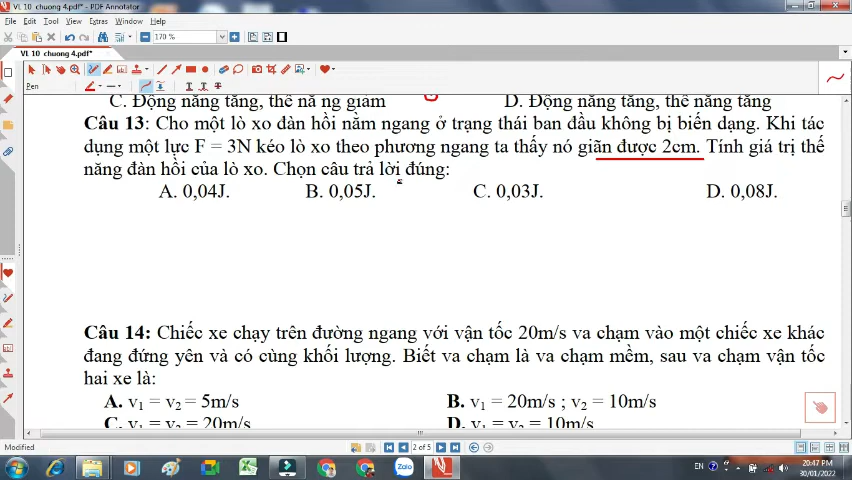 VL 10 chuong 4.pdf* - PDF Annotator
File Edit Tool View Extras Window Help
170 %
VL 10 chuong 4.pdf*
Pen
C. Động năng tăng, thế nă ng giảm D. Động năng tăng, thế năng tăng
Câu 13: Cho một lò xo đàn hồi nằm ngang ở trạng thái ban đầu không bị biến dạng. Khi tác
dụng một lực F = 3N kéo lò xo theo phương ngang ta thấy nó giãn được 2cm. Tính giá trị thế
năng đàn hồi của lò xo. Chọn câu trả lời đúng:
A. 0,04J. B. 0,05J. C. 0,03J. D. 0,08J.
Câu 14: Chiếc xe chạy trên đường ngang với vận tốc 20m/s va chạm vào một chiếc xe khác
đang đứng yên và có cùng khối lượng. Biết va chạm là va chạm mềm, sau va chạm vận tốc
hai xe là:
A. v₁ = v₂ = 5m/s B. v₁ = 20m/s ; v₂ = 10m/s
C. v₁ = v₂ = 20m/s D. v₁ = v₂ = 10m/s
Modified 2 of 5
Zalo
EN 20:47 PM
30/01/2022